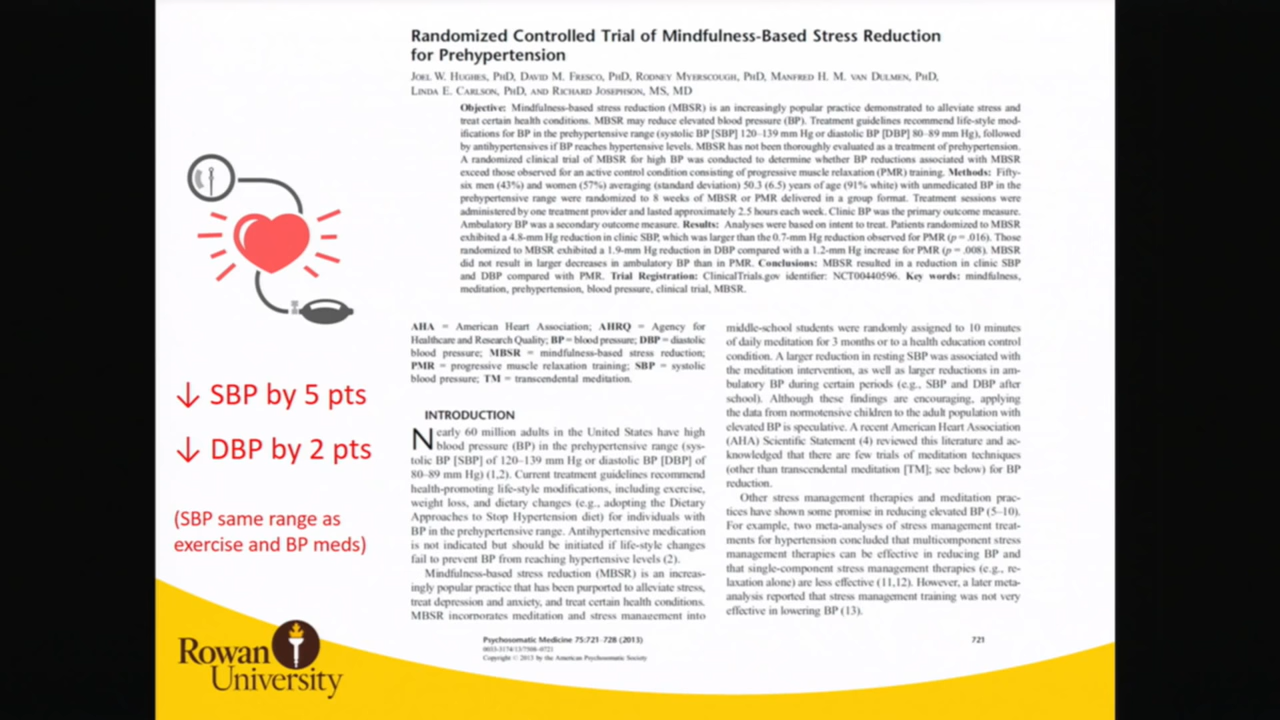 Randomized Controlled Trial of Mindfulness-Based Stress Reduction
for Prehypertension
JOEL W. HUGHES, PHD, DAVID M. FRESCO, PHD, RODNEY MYERSCOUGH, PHD, MANFRED H. M. VAN DULMEN, PHD,
LINDA E. CARLSON, PHD, AND RICHARD JOSEPHSON, MS, MD
Objective: Mindfulness-based stress reduction (MBSR) is an increasingly popular practice demonstrated to alleviate stress and
treat certain health conditions. MBSR may reduce elevated blood pressure (BP). Treatment guidelines recommend life-style mod-
ifications for BP in the prehypertensive range (systolic BP [SBP] 120–139 mm Hg or diastolic BP [DBP] 80–89 mm Hg), followed
by antihypertensives if BP reaches hypertensive levels. MBSR has not been thoroughly evaluated as a treatment of prehypertension.
A randomized clinical trial of MBSR for high BP was conducted to determine whether BP reductions associated with MBSR
exceed those observed for an active control condition consisting of progressive muscle relaxation (PMR) training. Methods: Fifty-
six men (43%) and women (57%) averaging (standard deviation) 50.3 (6.5) years of age (91% white) with unmedicated BP in the
prehypertensive range were randomized to 8 weeks of MBSR or PMR delivered in a group format. Treatment sessions were
administered by one treatment provider and lasted approximately 2.5 hours each week. Clinic BP was the primary outcome measure.
Ambulatory BP was a secondary outcome measure. Results: Analyses were based on intent to treat. Patients randomized to MBSR
exhibited a 4.8-mm Hg reduction in clinic SBP, which was larger than the 0.7-mm Hg reduction observed for PMR (p = .016). Those
randomized to MBSR exhibited a 1.9-mm Hg reduction in DBP compared with a 1.2-mm Hg increase for PMR (p = .008). MBSR
did not result in larger decreases in ambulatory BP than in PMR. Conclusions: MBSR resulted in a reduction in clinic SBP
and DBP compared with PMR. Trial Registration: ClinicalTrials.gov identifier: NCT00440596. Key words: mindfulness,
meditation, prehypertension, blood pressure, clinical trial, MBSR.
↓ SBP by 5 pts
↓ DBP by 2 pts
(SBP same range as
exercise and BP meds)
AHA = American Heart Association; AHRQ = Agency for
Healthcare and Research Quality; BP = blood pressure; DBP = diastolic
blood pressure; MBSR = mindfulness-based stress reduction;
PMR = progressive muscle relaxation training; SBP = systolic
blood pressure; TM = transcendental meditation.
INTRODUCTION
Nearly 60 million adults in the United States have high
blood pressure (BP) in the prehypertensive range (sys-
tolic BP [SBP] of 120–139 mm Hg or diastolic BP [DBP] of
80–89 mm Hg) (1,2). Current treatment guidelines recommend
health-promoting life-style modifications, including exercise,
weight loss, and dietary changes (e.g., adopting the Dietary
Approaches to Stop Hypertension diet) for individuals with
BP in the prehypertensive range. Antihypertensive medication
is not indicated but should be initiated if life-style changes
fail to prevent BP from reaching hypertensive levels (2).
Mindfulness-based stress reduction (MBSR) is an increas-
ingly popular practice that has been purported to alleviate stress,
treat depression and anxiety, and treat certain health conditions.
MBSR incorporates meditation and stress management into
middle-school students were randomly assigned to 10 minutes
of daily meditation for 3 months or to a health education control
condition. A larger reduction in resting SBP was associated with
the meditation intervention, as well as larger reductions in am-
bulatory BP during certain periods (e.g., SBP and DBP after
school). Although these findings are encouraging, applying
the data from normotensive children to the adult population with
elevated BP is speculative. A recent American Heart Association
(AHA) Scientific Statement (4) reviewed this literature and ac-
knowledged that there are few trials of meditation techniques
(other than transcendental meditation [TM]; see below) for BP
reduction.
Other stress management therapies and meditation prac-
tices have shown some promise in reducing elevated BP (5–10).
For example, two meta-analyses of stress management treat-
ments for hypertension concluded that multicomponent stress
management therapies can be effective in reducing BP and
that single-component stress management therapies (e.g., re-
laxation alone) are less effective (11,12). However, a later meta-
analysis reported that stress management training was not very
effective in lowering BP (13).
Psychosomatic Medicine 75:721–728 (2013)
0033-3174/13/7508–0721
Copyright © 2013 by the American Psychosomatic Society
721
Rowan
University